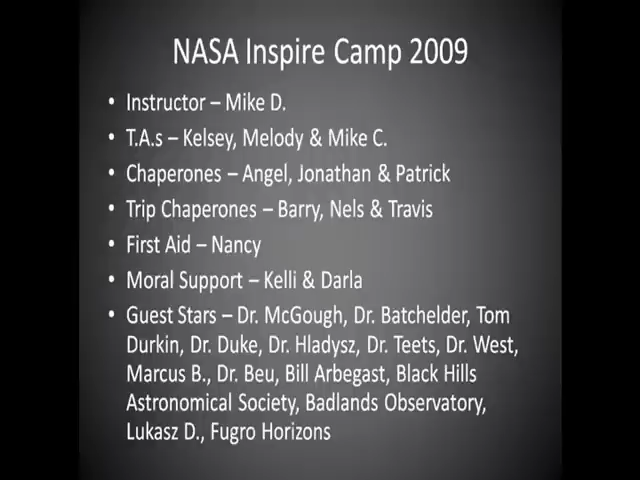 NASA Inspire Camp 2009
• Instructor – Mike D.
• T.A.s – Kelsey, Melody & Mike C.
• Chaperones – Angel, Jonathan & Patrick
• Trip Chaperones – Barry, Nels & Travis
• First Aid – Nancy
• Moral Support – Kelli & Darla
• Guest Stars – Dr. McGough, Dr. Batchelder, Tom
Durkin, Dr. Duke, Dr. Hladysz, Dr. Teets, Dr. West,
Marcus B., Dr. Beu, Bill Arbegast, Black Hills
Astronomical Society, Badlands Observatory,
Lukasz D., Fugro Horizons